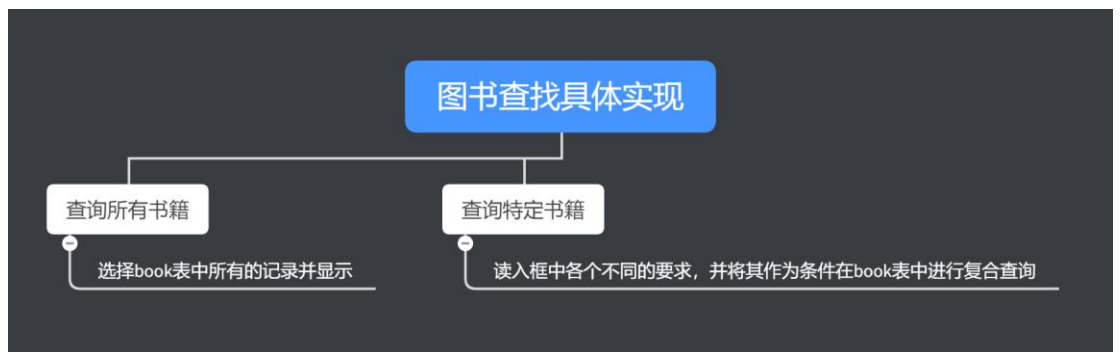 图书查找具体实现
查询所有书籍
选择book表中所有的记录并显示
查询特定书籍
读入框中各个不同的要求，并将其作为条件在book表中进行复合查询